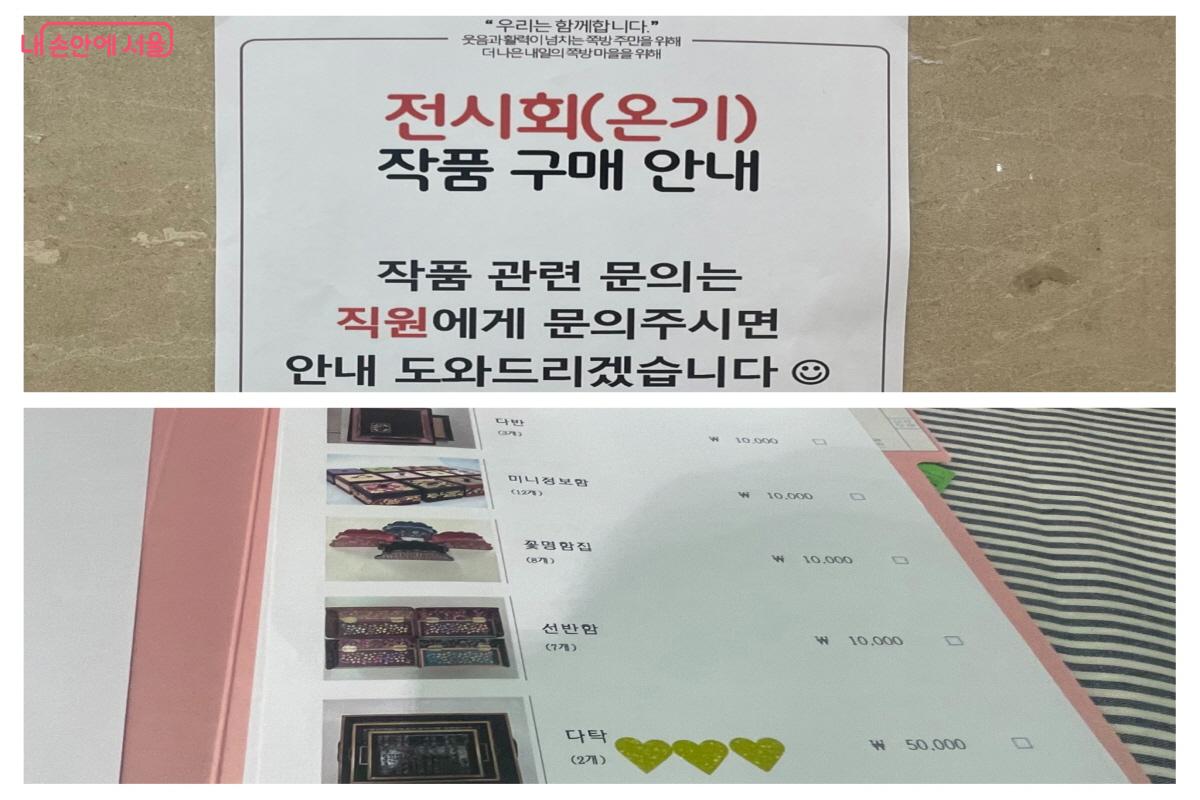 내 손안에 서울
“우리는 함께합니다.”
웃음과 활력이 넘치는 쪽방 주민을 위해
더 나은 내일의 쪽방 마을을 위해
전시회(온기)
작품 구매 안내
작품 관련 문의는
직원에게 문의주시면
안내 도와드리겠습니다 ☺
다반
(3개)
₩ 10,000 □
미니정보함
(12개)
₩ 10,000 □
꽃명함집
(8개)
₩ 10,000 □
선반함
(7개)
₩ 10,000 □
다탁
(2개)
₩ 50,000 □